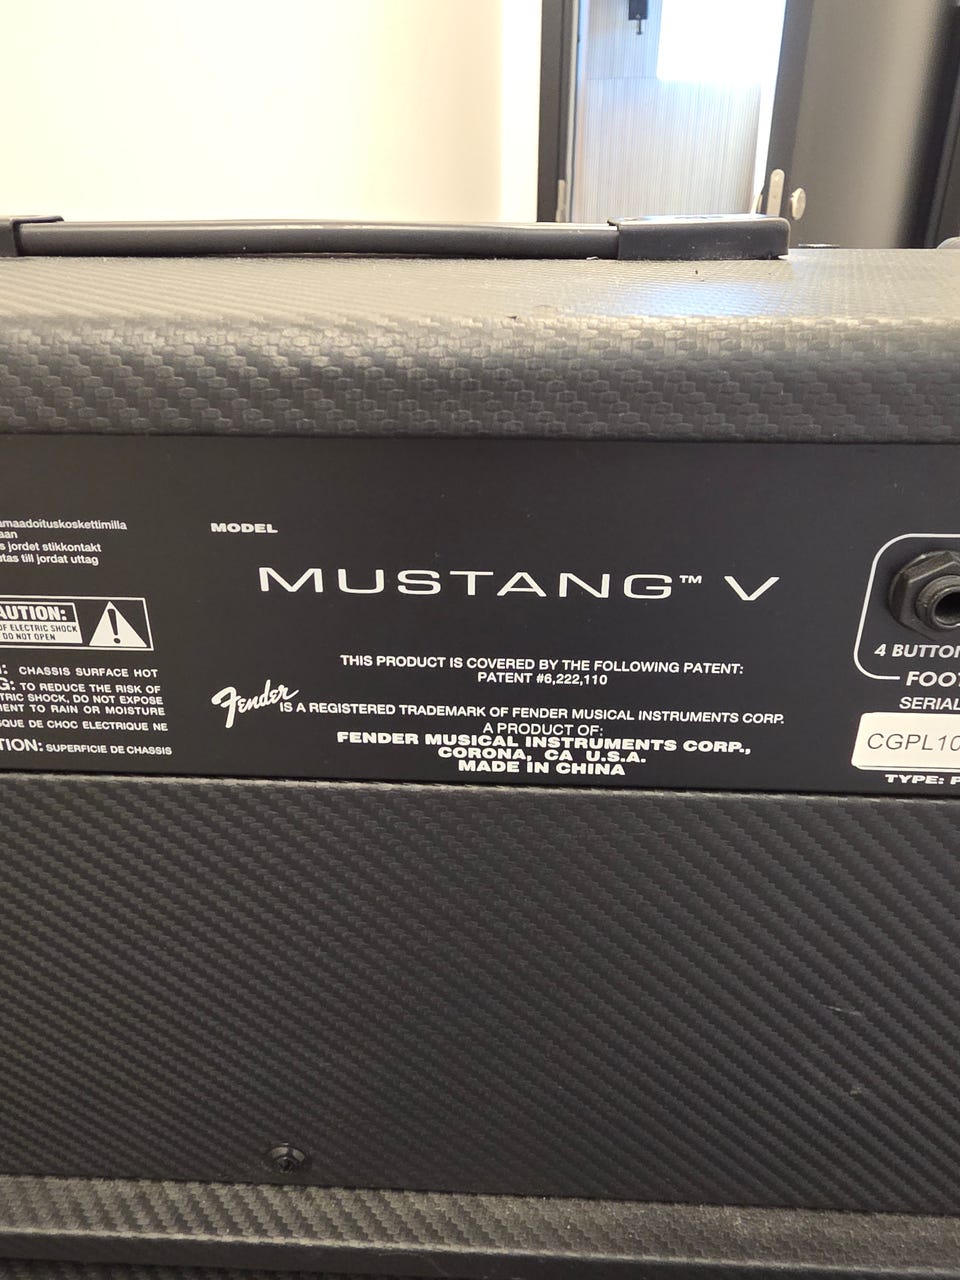 MODEL
MUSTANG™ V
THIS PRODUCT IS COVERED BY THE FOLLOWING PATENT:
PATENT #6,222,110
Fender IS A REGISTERED TRADEMARK OF FENDER MUSICAL INSTRUMENTS CORP.
A PRODUCT OF:
FENDER MUSICAL INSTRUMENTS CORP.,
CORONA, CA U.S.A.
MADE IN CHINA
amaadoituskoskettimilla
aan
s jordet stikkontakt
tas till jordat uttag
AUTION:
OF ELECTRIC SHOCK
DO NOT OPEN
: CHASSIS SURFACE HOT
G: TO REDUCE THE RISK OF
TRIC SHOCK, DO NOT EXPOSE
MENT TO RAIN OR MOISTURE
SQUE DE CHOC ELECTRIQUE NE
TION: SUPERFICIE DE CHASSIS
4 BUTTON
FOOT
SERIAL
CGPL10
TYPE: P